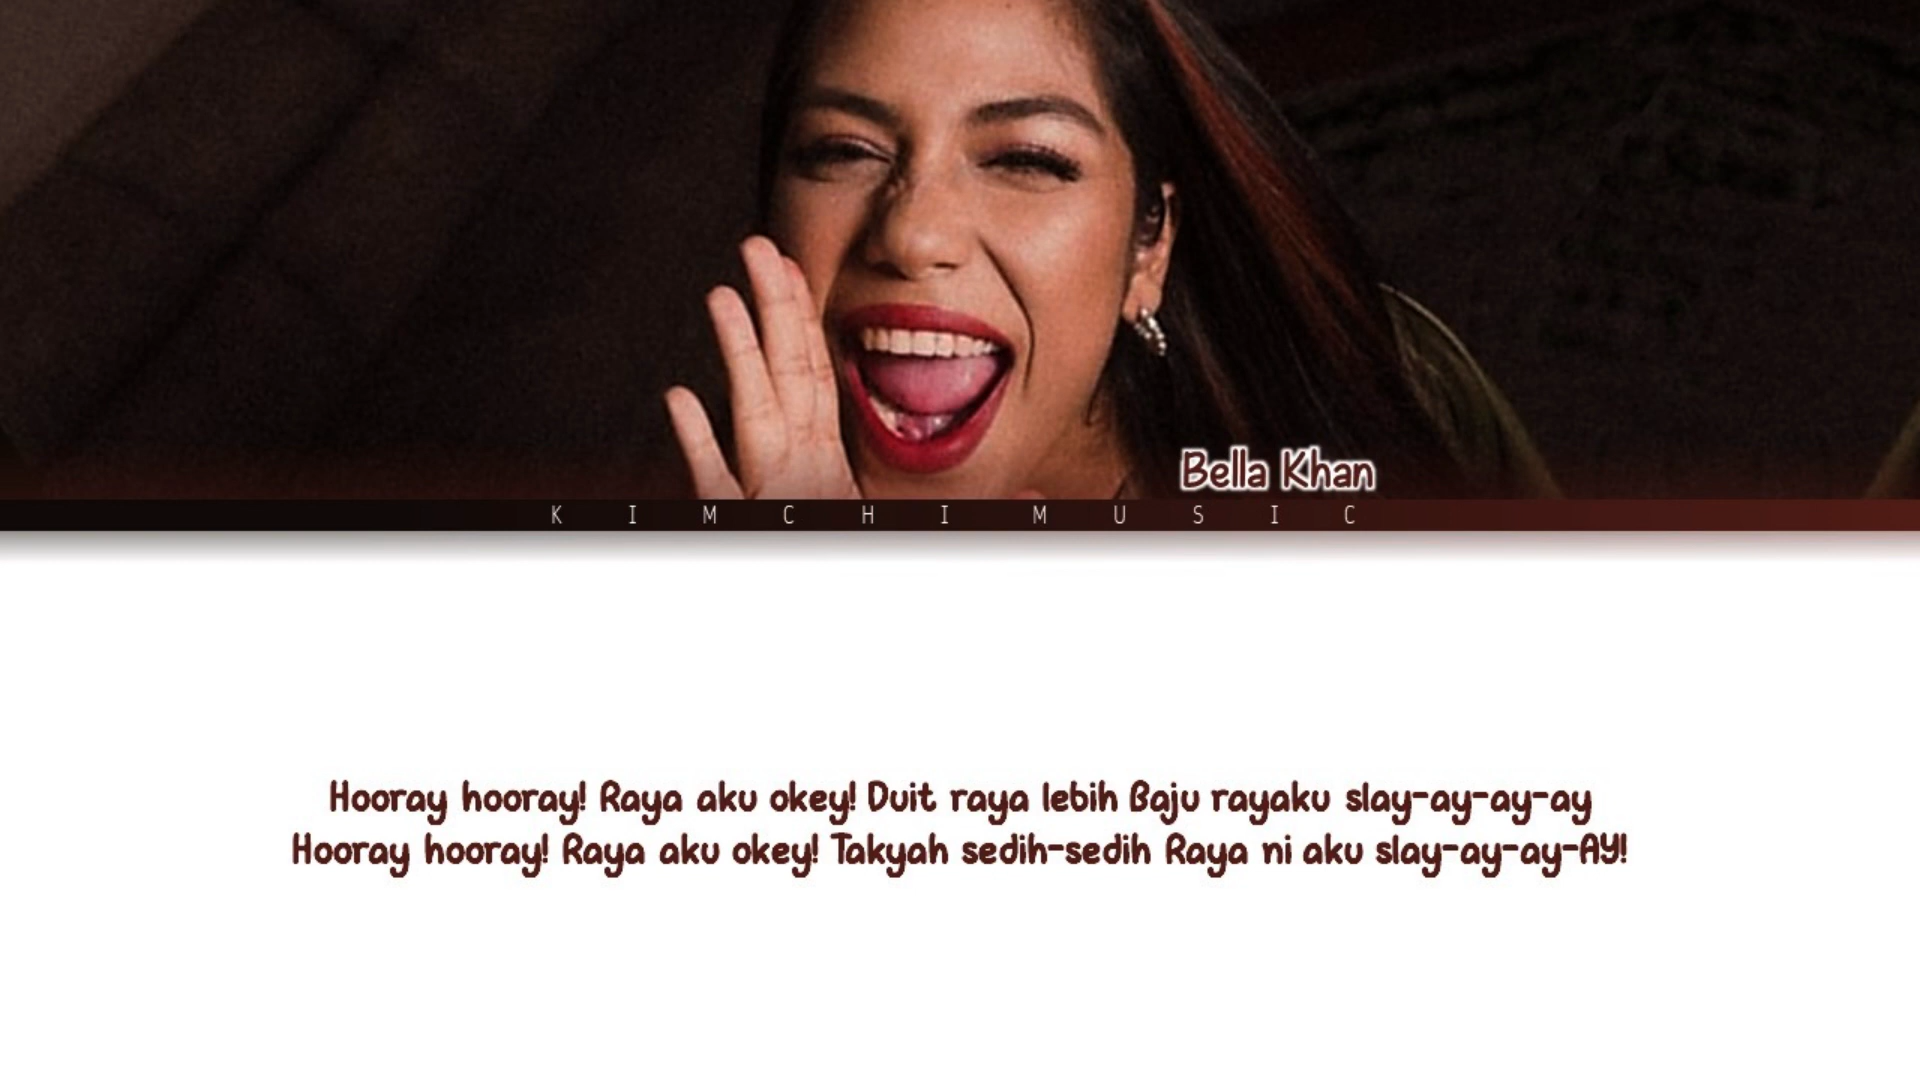 Bella Khan
K I M C H I M U S I C
Hooray hooray! Raya aku okey! Duit raya lebih Baju rayaku slay-ay-ay-ay
Hooray hooray! Raya aku okey! Takyah sedih-sedih Raya ni aku slay-ay-ay-AY!